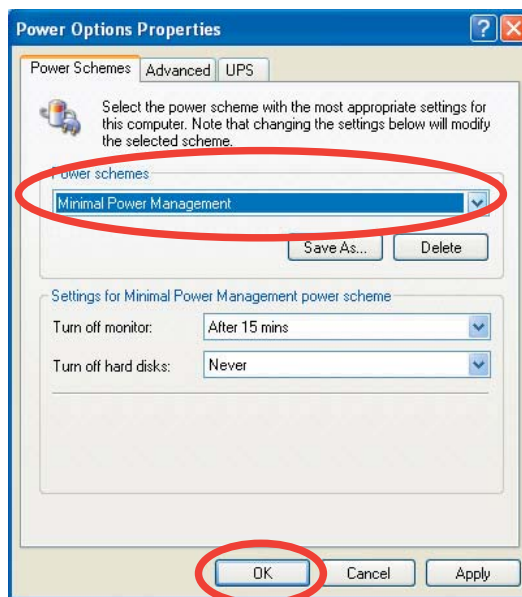 Power Options Properties
Power Schemes Advanced UPS
Select the power scheme with the most appropriate settings for
this computer. Note that changing the settings below will modify
the selected scheme.
Power schemes
Minimal Power Management
Save As... Delete
Settings for Minimal Power Management power scheme
Turn off monitor: After 15 mins
Turn off hard disks: Never
OK Cancel Apply